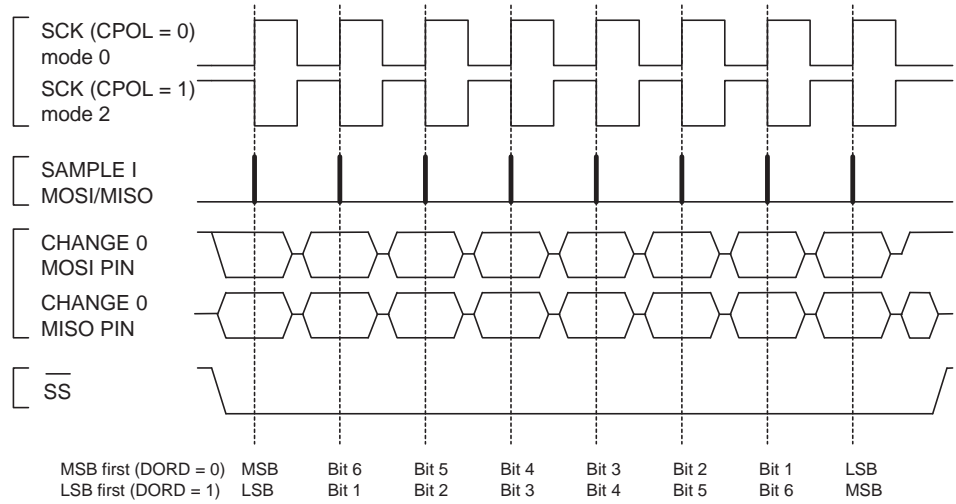 SCK (CPOL = 0)
mode 0
SCK (CPOL = 1)
mode 2
SAMPLE I
MOSI/MISO
CHANGE 0
MOSI PIN
CHANGE 0
MISO PIN
SS
MSB first (DORD = 0) MSB Bit 6 Bit 5 Bit 4 Bit 3 Bit 2 Bit 1 LSB
LSB first (DORD = 1) LSB Bit 1 Bit 2 Bit 3 Bit 4 Bit 5 Bit 6 MSB